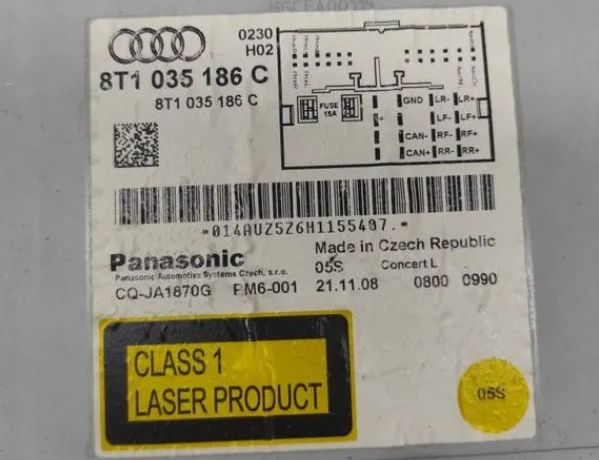 0230
H02
8T1 035 186 C
8T1 035 186 C
FUSE
15A
GND LR- LR+
LF- LF+
CAN- RF- RF+
CAN+ RR- RR+
Panasonic
Panasonic Automotive Systems Czech, s.r.o.
Made in Czech Republic
05S Concert L
CQ-JA1870G PM6-001 21.11.08 0800 0990
CLASS 1
LASER PRODUCT
05S